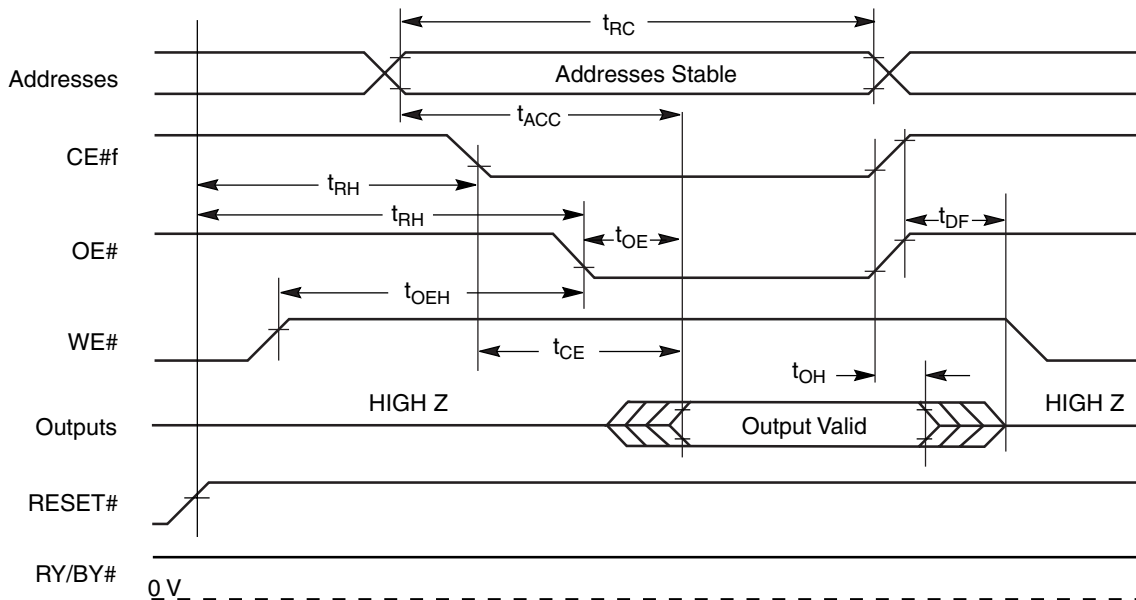 tRC
Addresses
Addresses Stable
tACC
CE#f
tRH
tRH
tDF
OE#
tOE
tOEH
WE#
tCE
tOH
HIGH Z
HIGH Z
Outputs
Output Valid
RESET#
RY/BY#
0 V